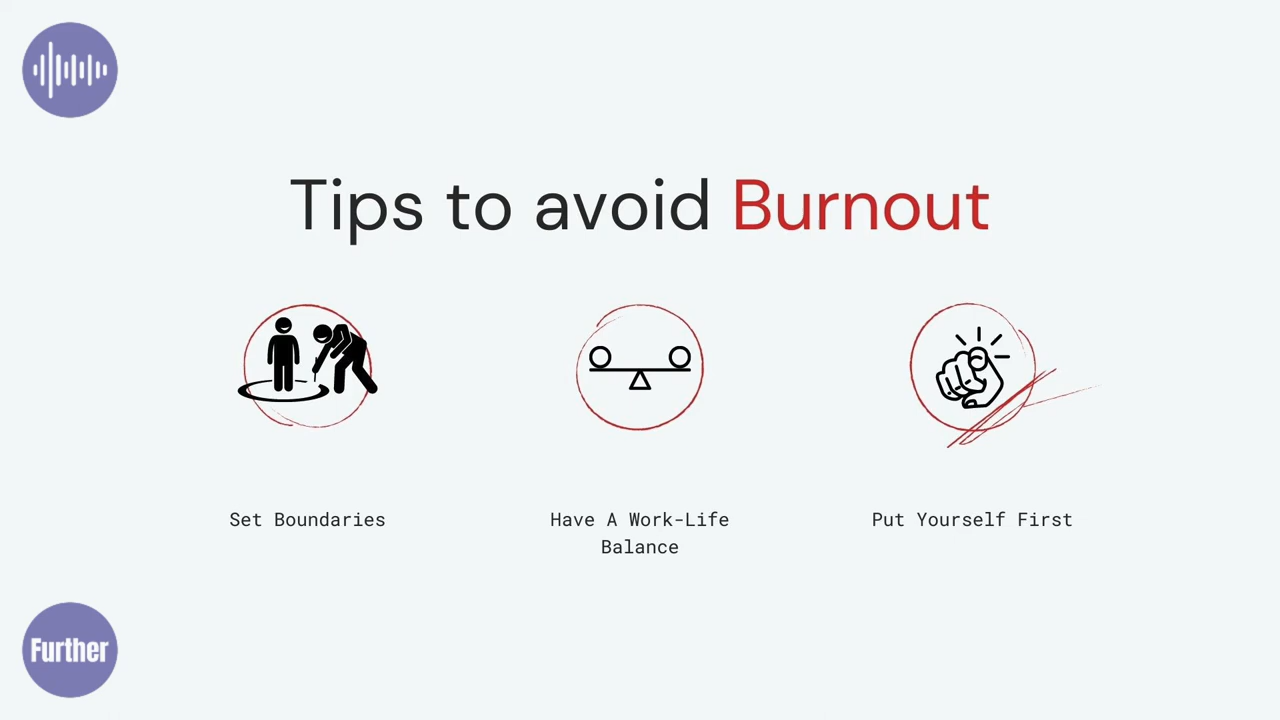 Tips to avoid Burnout
Set Boundaries
Have A Work-Life
Balance
Put Yourself First
Further